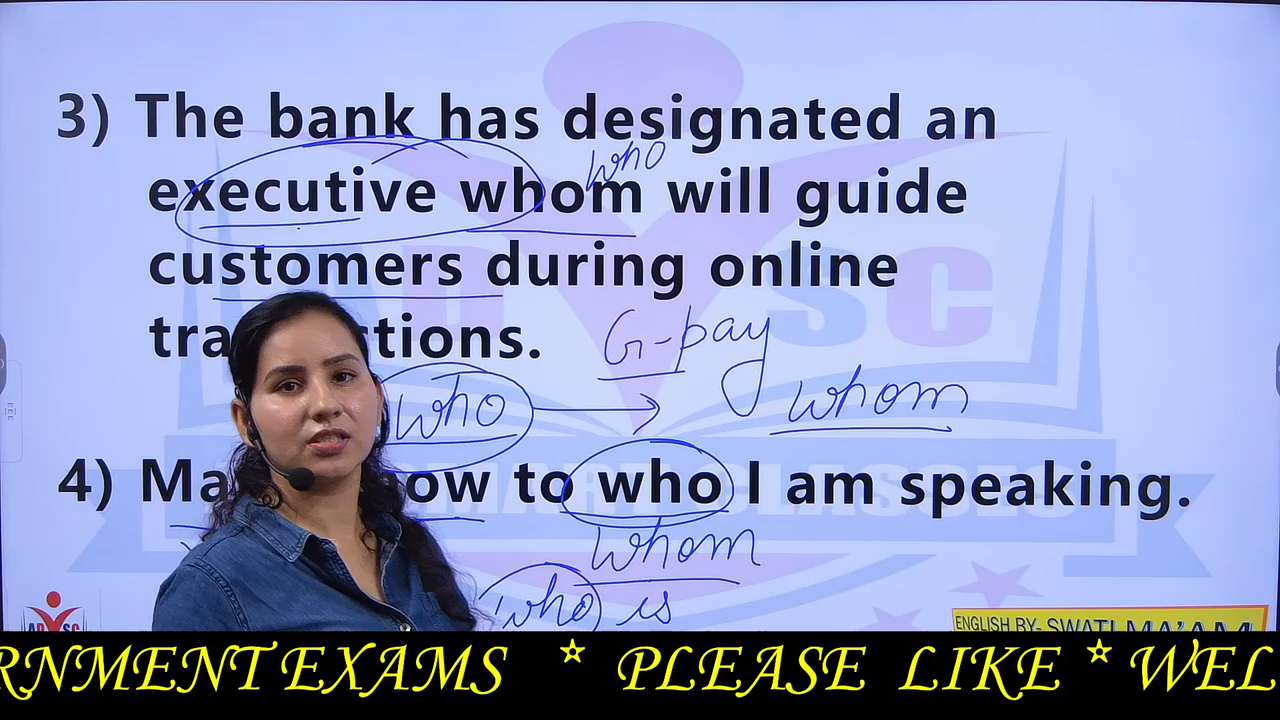 3) The bank has designated an
who
executive whom will guide
customers during online
tra ctions.
G-pay
who
whom
4) Ma ow to who I am speaking.
whom
who is
ENGLISH BY- SWATI MA'AM
RNMENT EXAMS * PLEASE LIKE * WEL